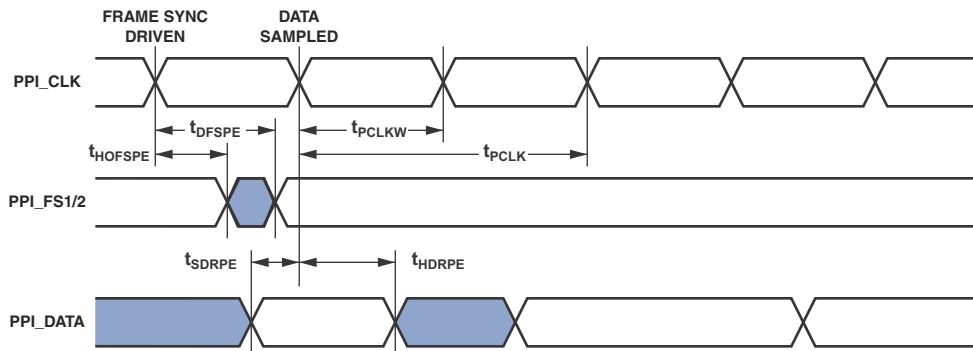 FRAME SYNC
DRIVEN
DATA
SAMPLED
PPI_CLK
tDFSPE
tPCLKW
tHOFSPE
tPCLK
PPI_FS1/2
tSDRPE
tHDRPE
PPI_DATA